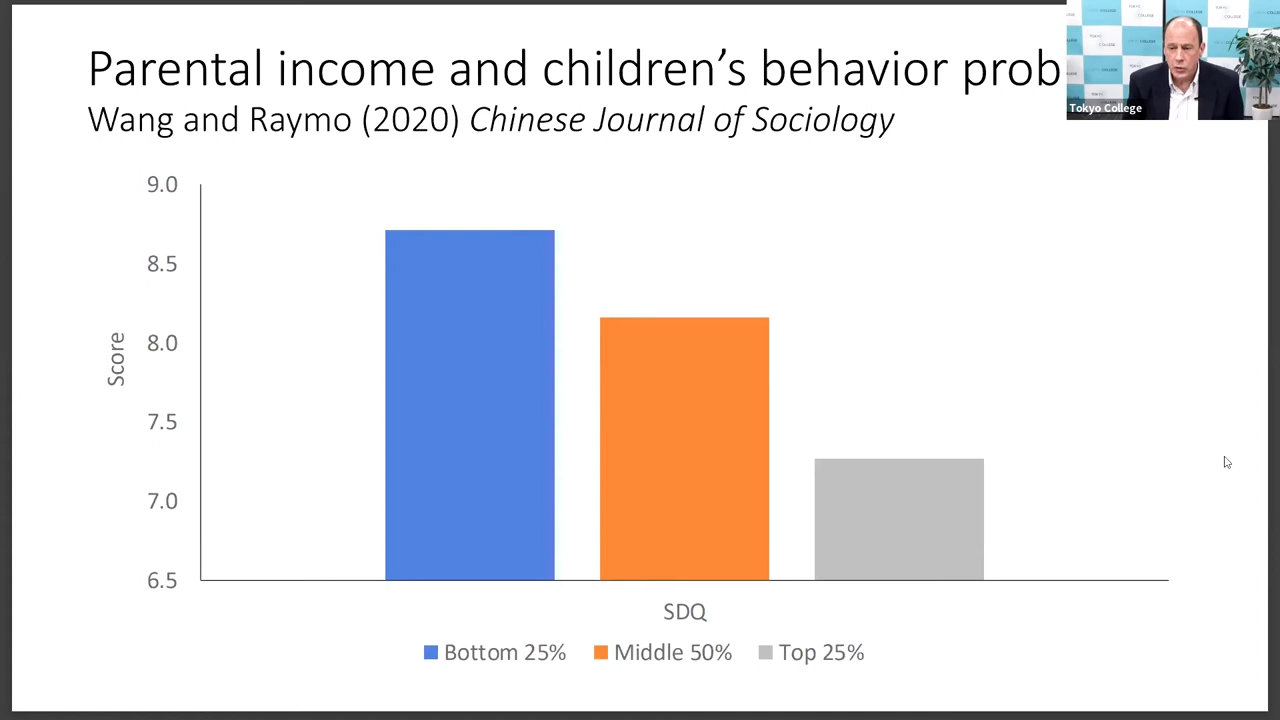 Parental income and children's behavior prob
Wang and Raymo (2020) Chinese Journal of Sociology
Tokyo College
9.0
8.5
8.0
7.5
7.0
6.5
Score
SDQ
Bottom 25%
Middle 50%
Top 25%